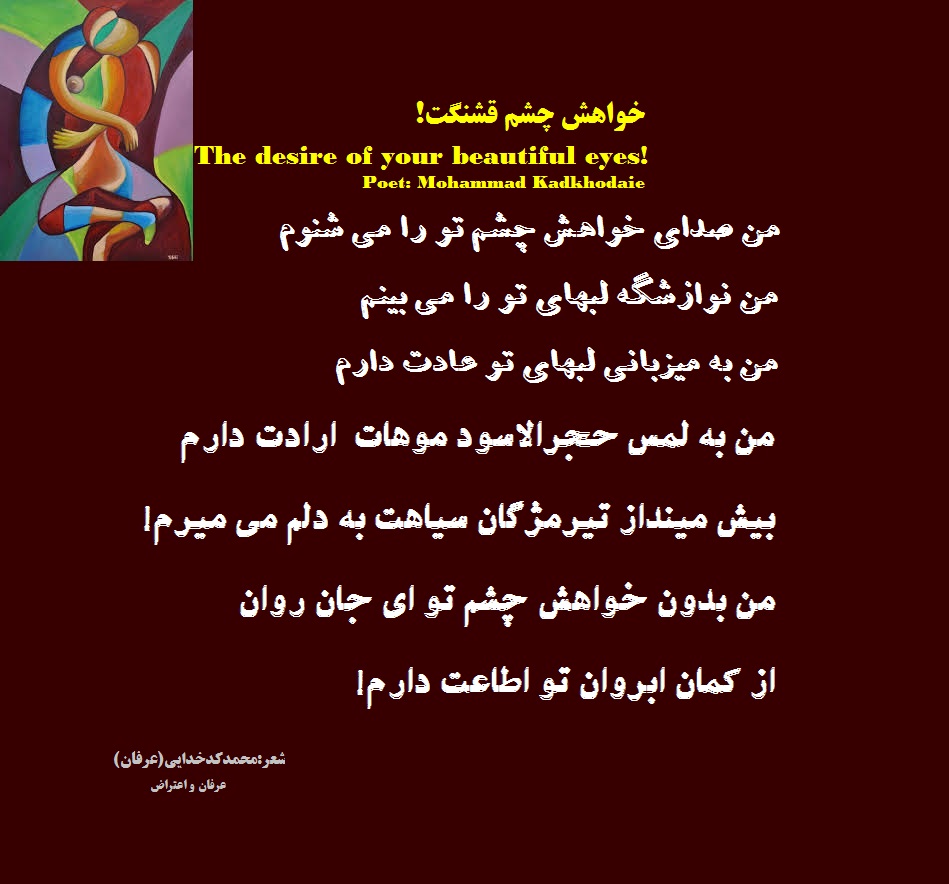 خواهش چشم قشنگت!
The desire of your beautiful eyes!
Poet: Mohammad Kadkhodaie
من صدای خواهش چشم تو را می شنوم
من نوازشگه لبهای تو را می بینم
من به میزبانی لبهای تو عادت دارم
من به لمس حجرالاسود موهات ارادت دارم
بیش مینداز تیرمژگان سیاهت به دلم می میرم!
من بدون خواهش چشم تو ای جان روان
از کمان ابروان تو اطاعت دارم!
شعر:محمدکدخدایی(عرفان)
عرفان و اعتراض